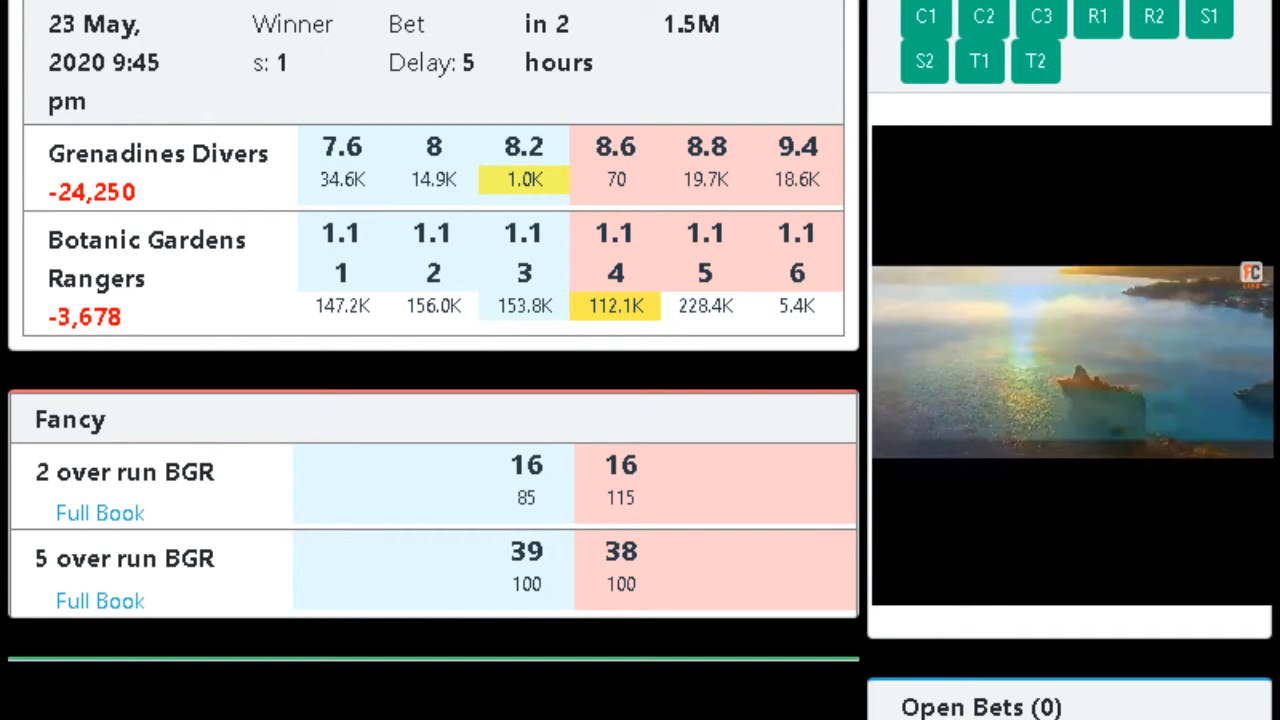 23 May, Winner Bet in 2 1.5M
2020 9:45 s: 1 Delay: 5 hours
pm
Grenadines Divers 7.6 8 8.2 8.6 8.8 9.4
-24,250 34.6K 14.9K 1.0K 70 19.7K 18.6K
Botanic Gardens 1.1 1.1 1.1 1.1 1.1 1.1
Rangers 1 2 3 4 5 6
-3,678 147.2K 156.0K 153.8K 112.1K 228.4K 5.4K
Fancy
2 over run BGR 16 16
Full Book 85 115
5 over run BGR 39 38
Full Book 100 100
C1 C2 C3 R1 R2 S1
S2 T1 T2
FC
LIVE
Open Bets (0)